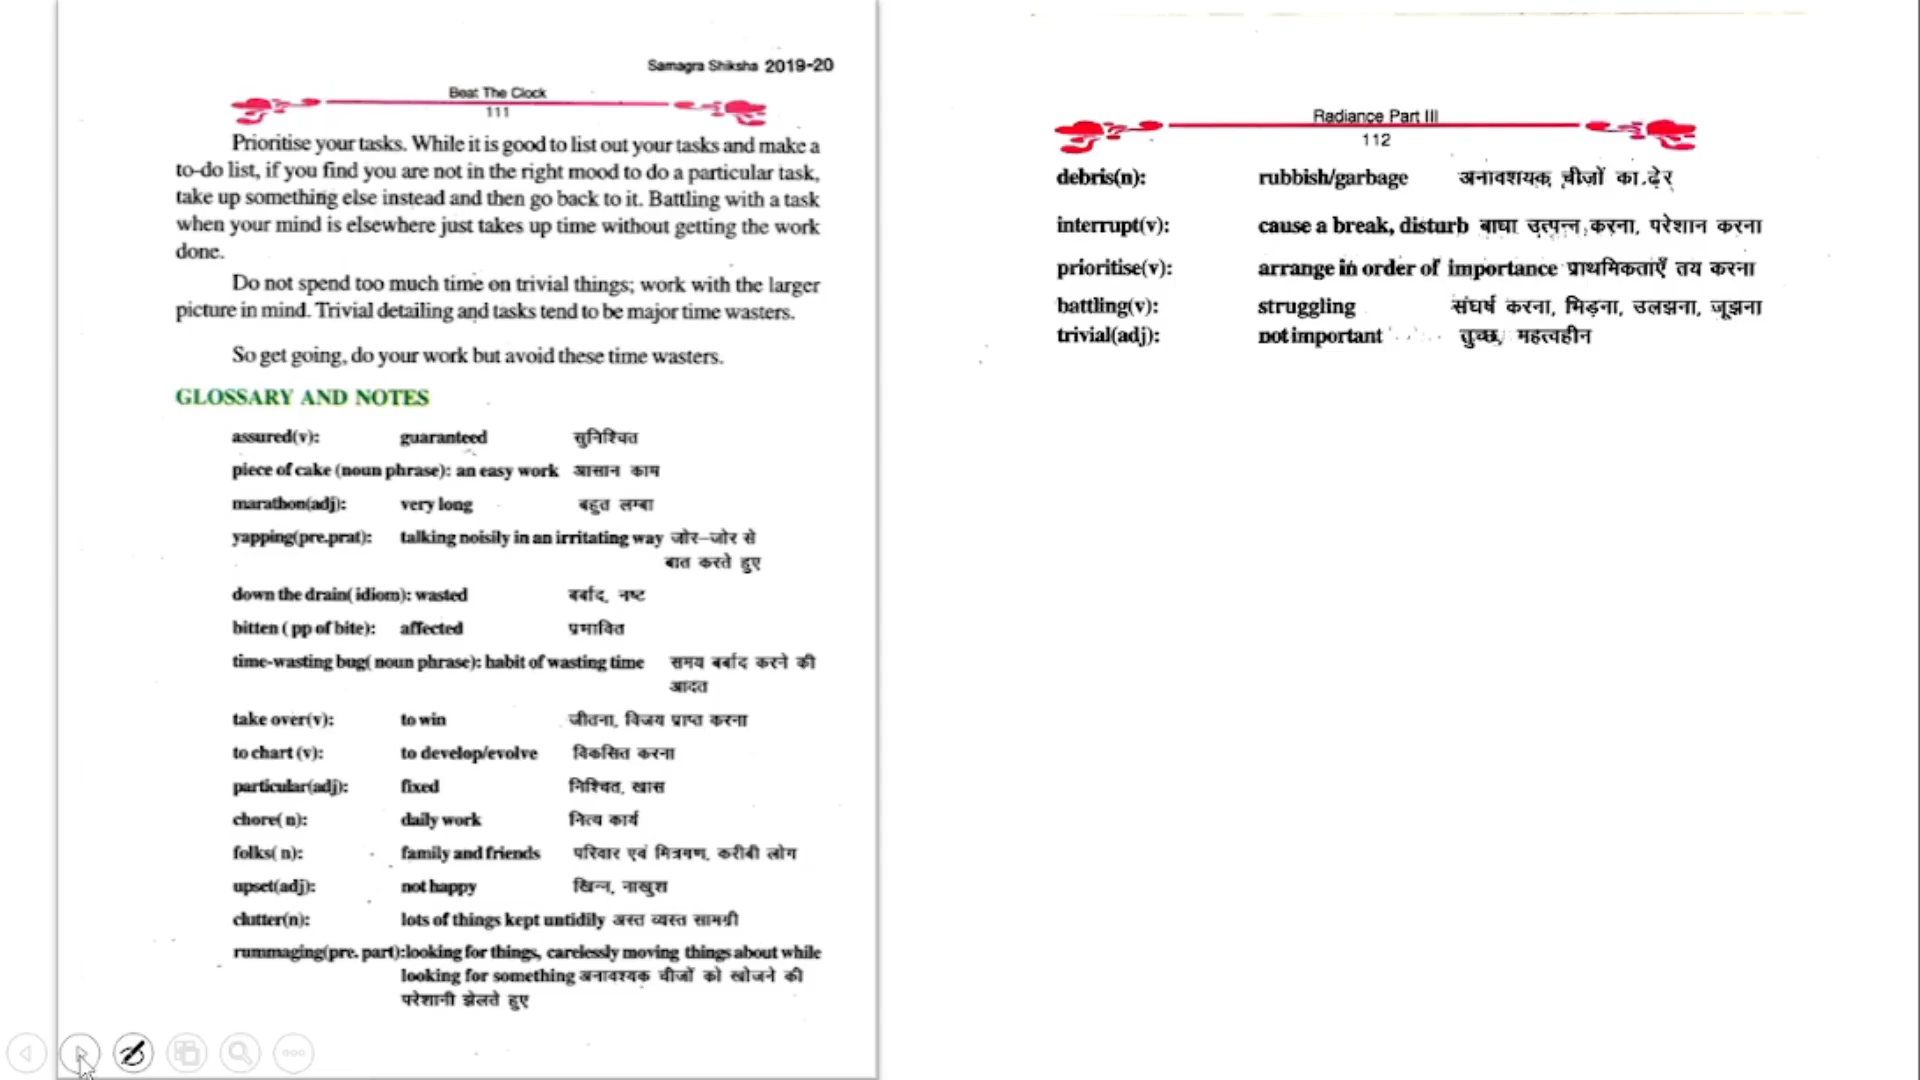 Samagra Shiksha 2019-20
Beat The Clock
111
Prioritise your tasks. While it is good to list out your tasks and make a
to-do list, if you find you are not in the right mood to do a particular task,
take up something else instead and then go back to it. Battling with a task
when your mind is elsewhere just takes up time without getting the work
done.
Do not spend too much time on trivial things; work with the larger
picture in mind. Trivial detailing and tasks tend to be major time wasters.
So get going, do your work but avoid these time wasters.
GLOSSARY AND NOTES
assured(v): guaranteed सुनिश्चित
piece of cake (noun phrase): an easy work आसान काम
marathon(adj): very long बहुत लम्बा
yapping(pre.prat): talking noisily in an irritating way जोर-जोर से
बात करते हुए
down the drain( idiom): wasted बर्बाद, नष्ट
bitten ( pp of bite): affected प्रभावित
time-wasting bug( noun phrase): habit of wasting time समय बर्बाद करने की
आदत
take over(v): to win जीतना, विजय प्राप्त करना
to chart (v): to develop/evolve विकसित करना
particular(adj): fixed निश्चित, खास
chore( n): daily work नित्य कार्य
folks( n): family and friends परिवार एवं मित्रगण, करीबी लोग
upset(adj): not happy खिन्न, नाखुश
clutter(n): lots of things kept untidily अस्त व्यस्त सामग्री
rummaging(pre. part):looking for things, carelessly moving things about while
looking for something अनावश्यक चीजों को खोजने की
परेशानी झेलते हुए
Radiance Part III
112
debris(n): rubbish/garbage अनावशयक चीजों का ढेर
interrupt(v): cause a break, disturb बाघा उत्पन्न करना, परेशान करना
prioritise(v): arrange in order of importance प्राथमिकताएँ तय करना
battling(v): struggling संघर्ष करना, भिड़ना, उलझना, जूझना
trivial(adj): not important तुच्छ, महत्वहीन